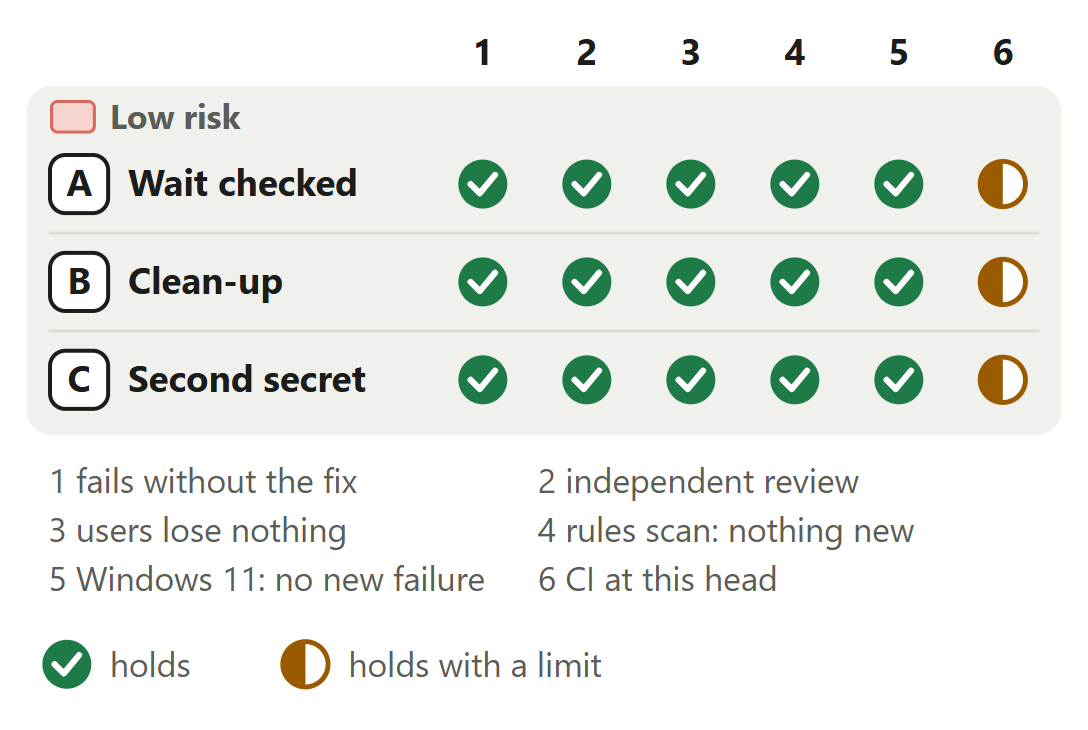 1 2 3 4 5 6
Low risk
A Wait checked
B Clean-up
C Second secret
1 fails without the fix
2 independent review
3 users lose nothing
4 rules scan: nothing new
5 Windows 11: no new failure
6 CI at this head
holds
holds with a limit